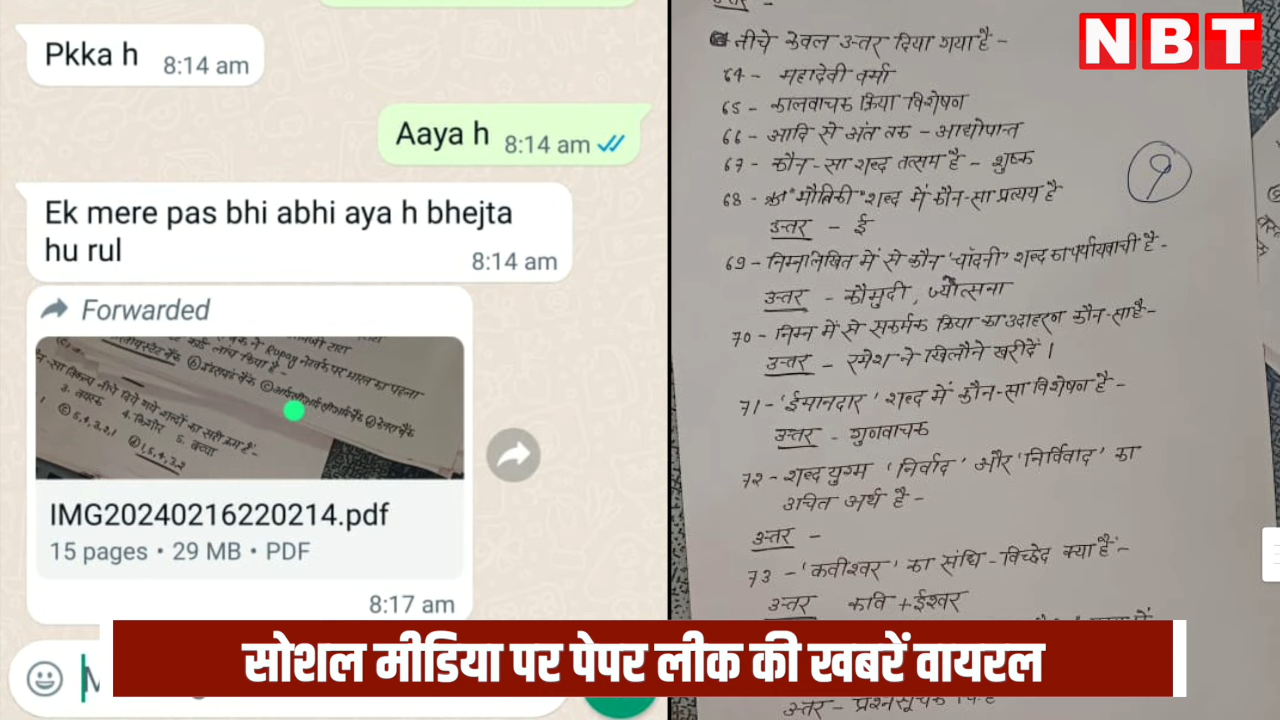 Pkka h
8:14 am
Aaya h
8:14 am
Ek mere pas bhi abhi aya h bhejta
hu rul
8:14 am
Forwarded
IMG20240216220214.pdf
15 pages • 29 MB • PDF
8:17 am
NBT
नीचे केवल उत्तर दिया गया है -
64 - महादेवी वर्मा
65 - कालवाचक क्रिया विशेषण
66 - आदि से अंत तक - आद्योपान्त
67 - कौन-सा शब्द तत्सम है - शुष्क
68 - "भौतिकी" शब्द में कौन-सा प्रत्यय है
उत्तर - ई
69 - निम्नलिखित में से कौन 'चाँदनी' शब्द का पर्यायवाची है -
उत्तर - कौमुदी, ज्योत्सना
70 - निम्न में से सकर्मक क्रिया का उदाहरण कौन-सा है -
उत्तर - रमेश ने खिलौने खरीदें ।
71 - 'ईमानदार' शब्द में कौन-सा विशेषण है -
उत्तर - गुणवाचक
72 - शब्द युग्म 'निर्वाद' और 'निर्विवाद' का
उचित अर्थ है -
उत्तर -
73 - 'कवीश्वर' का संधि-विच्छेद क्या है -
उत्तर कवि + ईश्वर
9
सोशल मीडिया पर पेपर लीक की खबरें वायरल